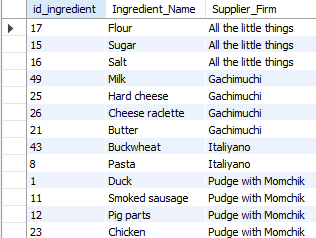 id_ingredient Ingredient_Name Supplier_Firm
17 Flour All the little things
15 Sugar All the little things
16 Salt All the little things
49 Milk Gachimuchi
25 Hard cheese Gachimuchi
26 Cheese raclette Gachimuchi
21 Butter Gachimuchi
43 Buckwheat Italiyano
8 Pasta Italiyano
1 Duck Pudge with Momchik
11 Smoked sausage Pudge with Momchik
12 Pig parts Pudge with Momchik
23 Chicken Pudge with Momchik